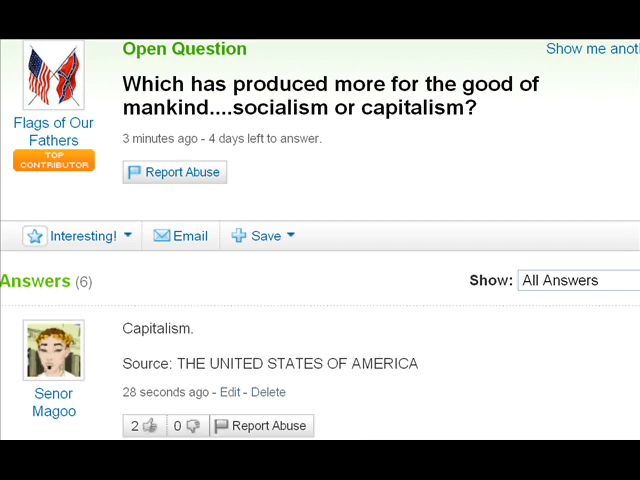 Open Question
Show me anot
Which has produced more for the good of
mankind....socialism or capitalism?
Flags of Our
Fathers
TOP
CONTRIBUTOR
3 minutes ago - 4 days left to answer.
Report Abuse
Interesting! Email Save
Answers (6)
Show: All Answers
Capitalism.
Source: THE UNITED STATES OF AMERICA
Senor
Magoo
28 seconds ago - Edit - Delete
2 0 Report Abuse